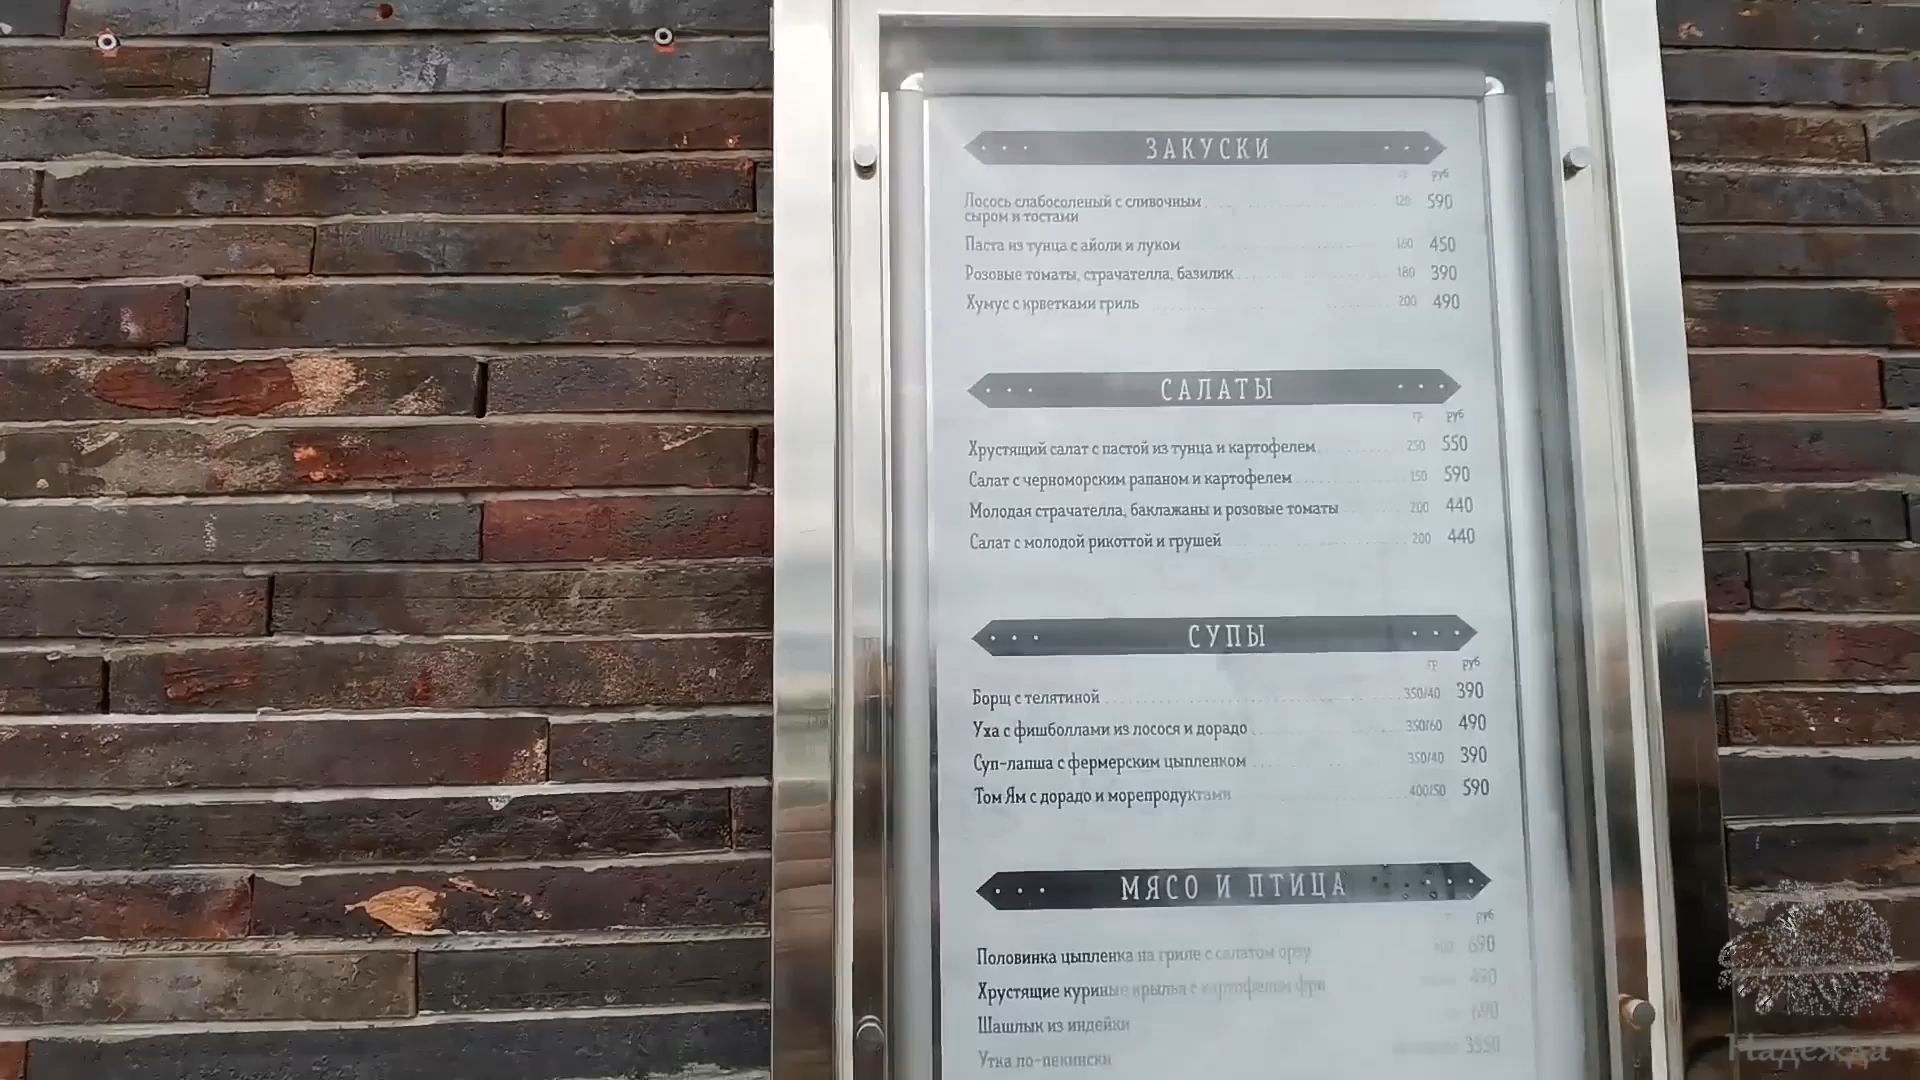 ЗАКУСКИ
гр руб
Лосось слабосоленый с сливочным 120 590
сыром и тостами
Паста из тунца с айоли и луком 160 450
Розовые томаты, страчателла, базилик 180 390
Хумус с крветками гриль 200 490
САЛАТЫ
гр руб
Хрустящий салат с пастой из тунца и картофелем 250 550
Салат с черноморским рапаном и картофелем 150 590
Молодая страчателла, баклажаны и розовые томаты 200 440
Салат с молодой рикоттой и грушей 200 440
СУПЫ
гр руб
Борщ с телятиной 350/40 390
Уха с фишболлами из лосося и дорадо 350/60 490
Суп-лапша с фермерским цыпленком 350/40 390
Том Ям с дорадо и морепродуктами 400/50 590
МЯСО И ПТИЦА
руб
Половинка цыпленка на гриле с салатом орзу 690
Хрустящие куриные крылья с картофелем фри 490
Шашлык из индейки
Утка по-пекински 3350
Надежда